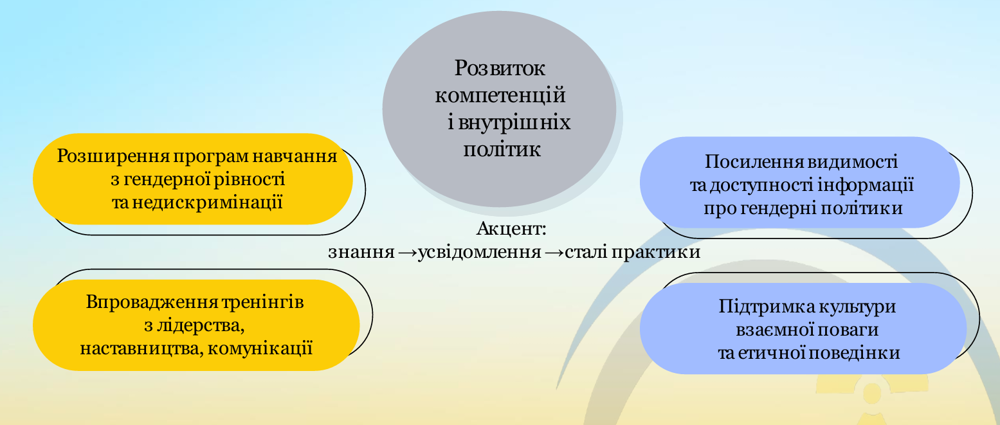 Розвиток
компетенцій
і внутрішніх
політик
Розширення програм навчання
з гендерної рівності
та недискримінації
Посилення видимості
та доступності інформації
про гендерні політики
Акцент:
знання →усвідомлення →сталі практики
Впровадження тренінгів
з лідерства,
наставництва, комунікації
Підтримка культури
взаємної поваги
та етичної поведінки